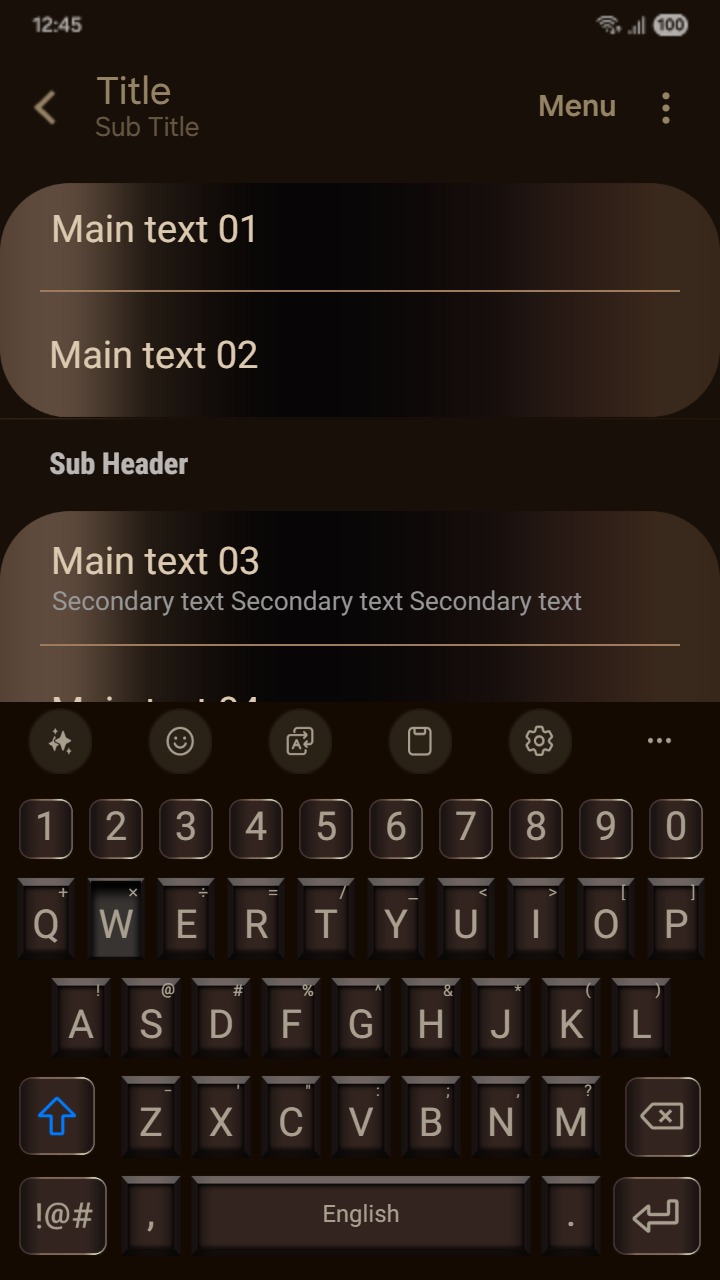 12:45 100
Title
Sub Title
Menu
Main text 01
Main text 02
Sub Header
Main text 03
Secondary text Secondary text Secondary text
1 2 3 4 5 6 7 8 9 0
+ × ÷ = / _ < > [ ]
Q W E R T Y U I O P
! @ # % ^ & * ( )
A S D F G H J K L
- ' " : ; , ?
Z X C V B N M
!@# , English .